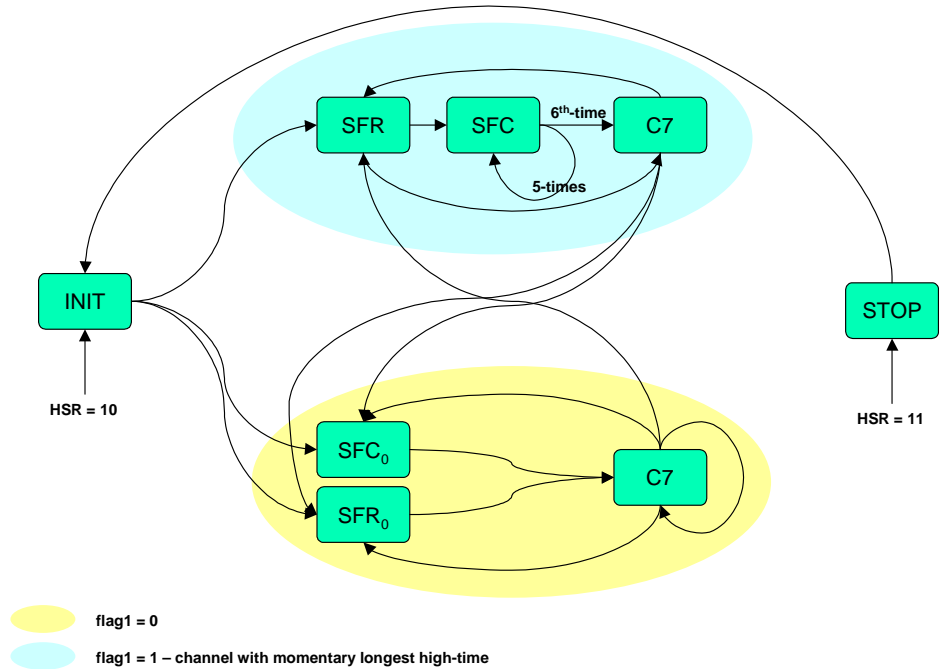 6th-time
SFR
SFC
C7
5-times
INIT
STOP
HSR = 10
HSR = 11
SFC0
C7
SFR0
flag1 = 0
flag1 = 1 – channel with momentary longest high-time